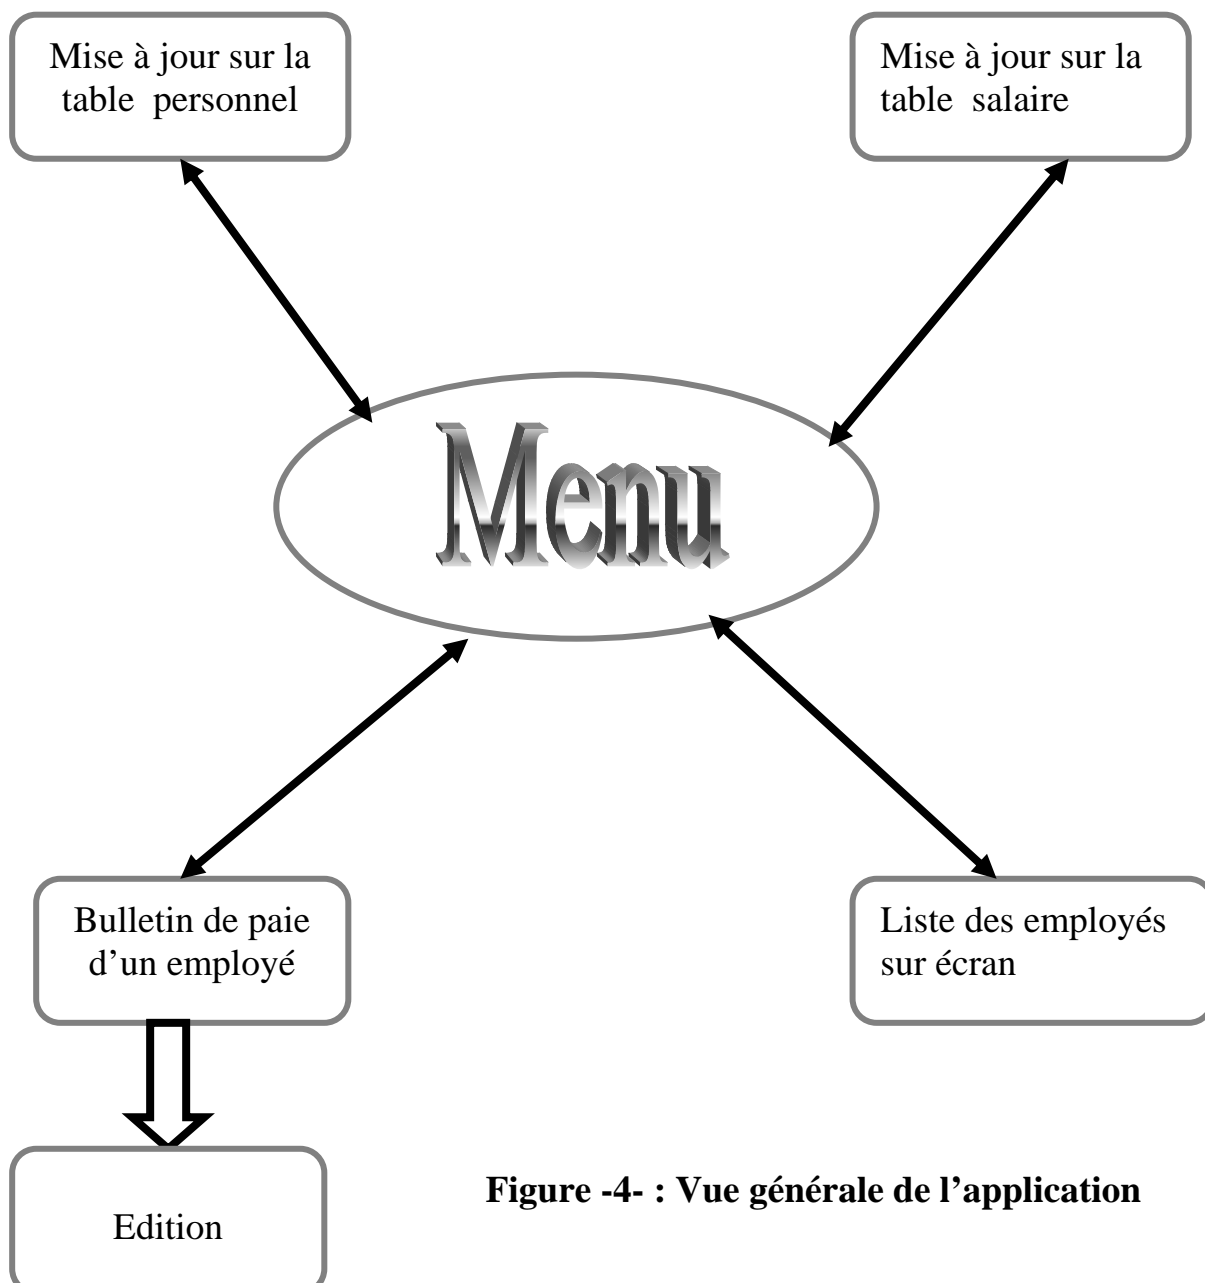 Mise à jour sur la
table personnel
Mise à jour sur la
table salaire
Menu
Bulletin de paie
d’un employé
Liste des employés
sur écran
Edition
Figure -4- : Vue générale de l’application